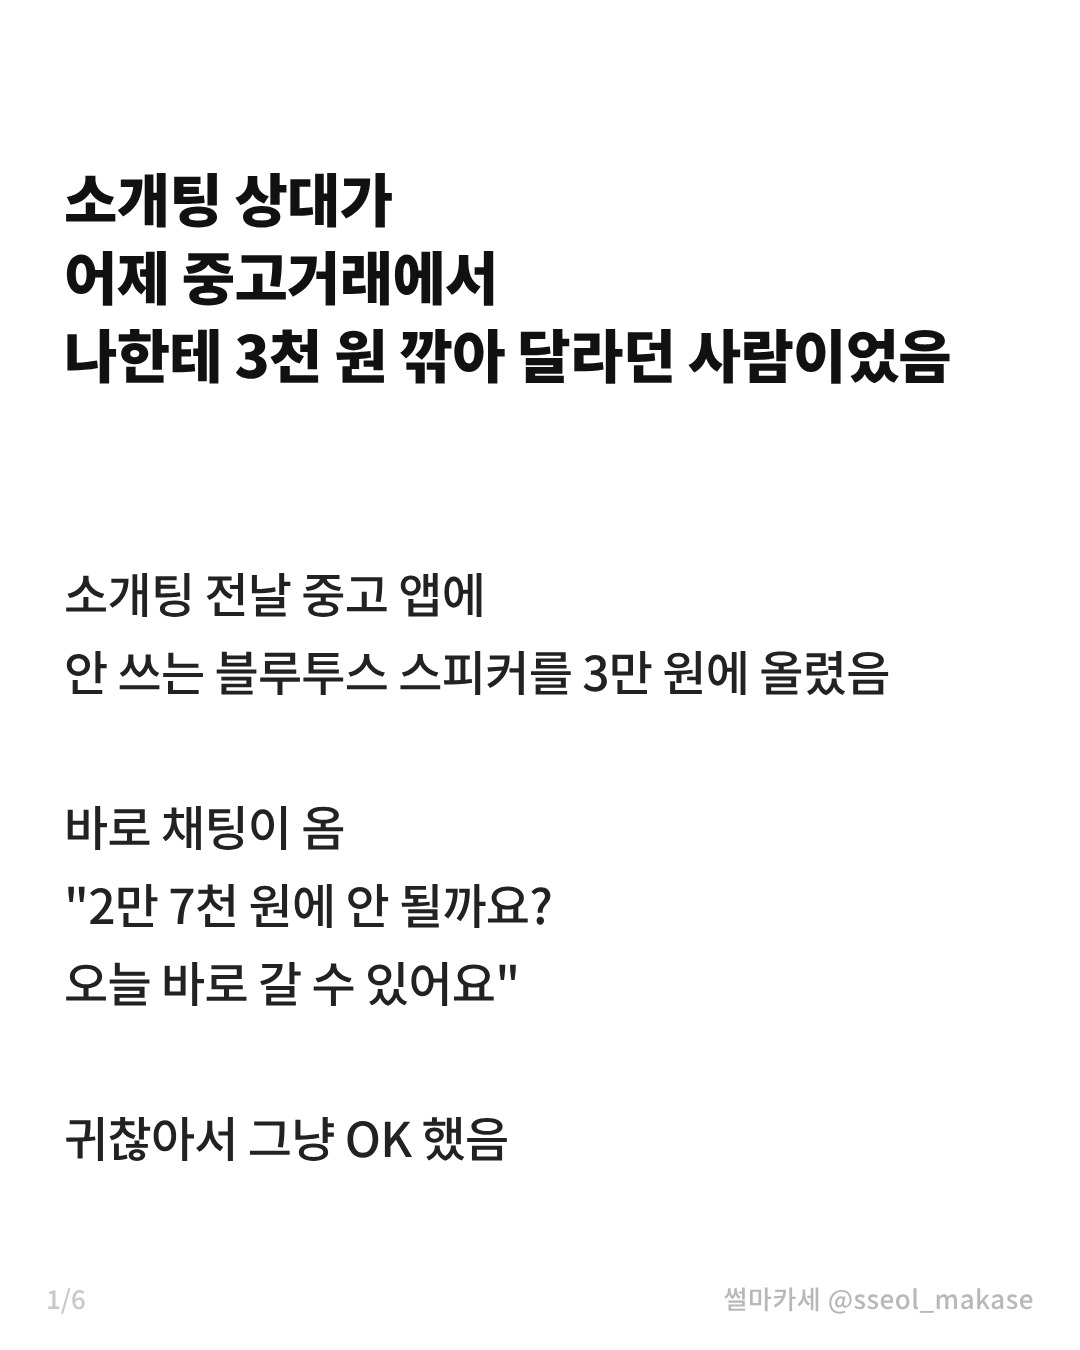 소개팅 상대가
어제 중고거래에서
나한테 3천 원 깎아 달라던 사람이었음
소개팅 전날 중고 앱에
안 쓰는 블루투스 스피커를 3만 원에 올렸음
바로 채팅이 옴
"2만 7천 원에 안 될까요?
오늘 바로 갈 수 있어요"
귀찮아서 그냥 OK 했음
1/6
썰마카세 @sseol_makase